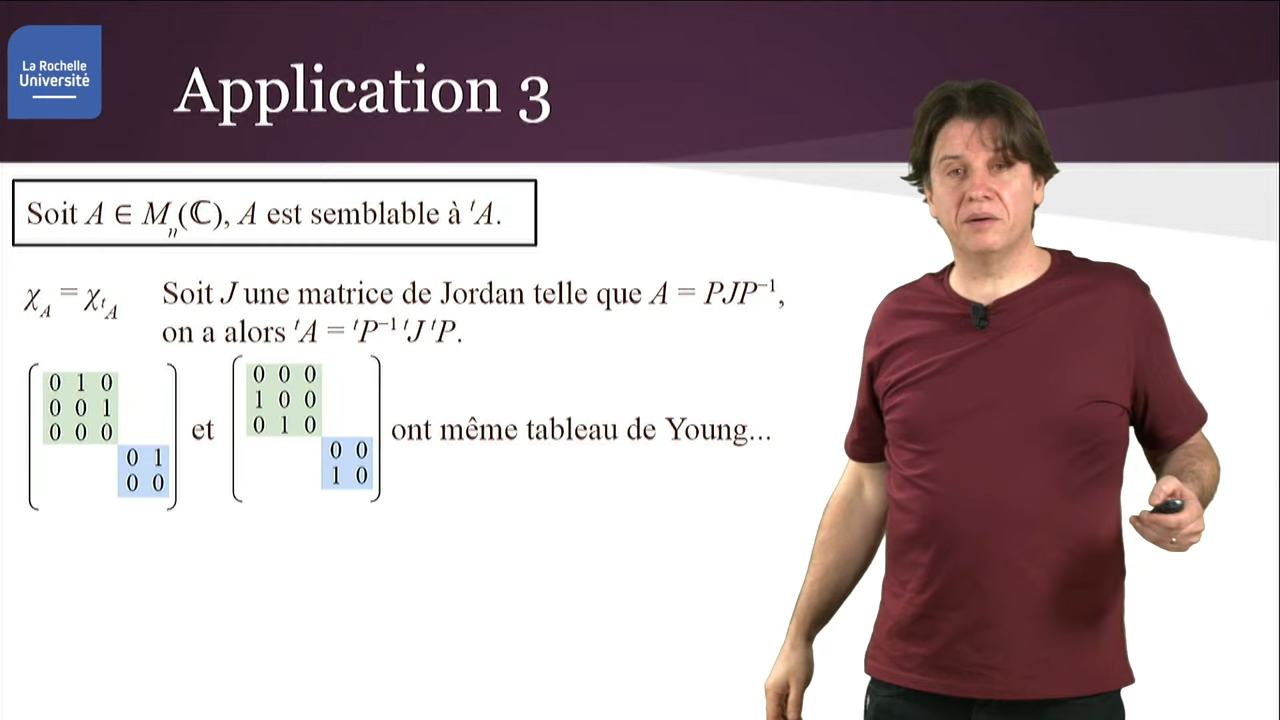 La Rochelle
Université
Application 3
Soit A ∈ Mₙ(ℂ), A est semblable à ᵗA.
χ_A = χ_ᵗA
Soit J une matrice de Jordan telle que A = PJP⁻¹,
on a alors ᵗA = ᵗP⁻¹ ᵗJ ᵗP.
0 1 0
0 0 1
0 0 0
0 1
0 0
et
0 0 0
1 0 0
0 1 0
0 0
1 0
ont même tableau de Young...